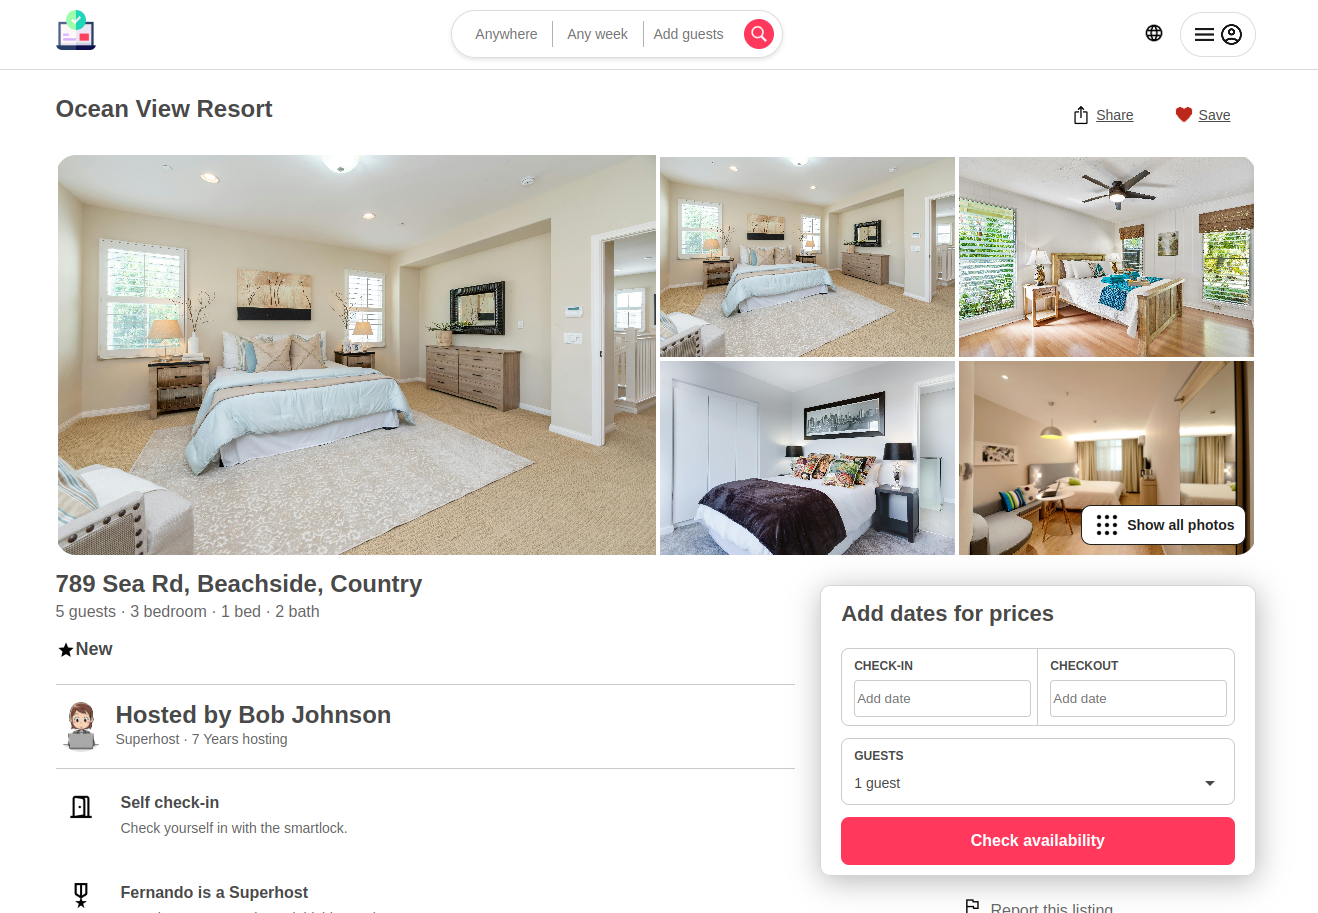 Anywhere
Any week
Add guests
Ocean View Resort
Share
Save
Show all photos
789 Sea Rd, Beachside, Country
5 guests · 3 bedroom · 1 bed · 2 bath
New
Hosted by Bob Johnson
Superhost · 7 Years hosting
Self check-in
Check yourself in with the smartlock.
Fernando is a Superhost
Add dates for prices
CHECK-IN
CHECKOUT
Add date
Add date
GUESTS
1 guest
Check availability
Report this listing